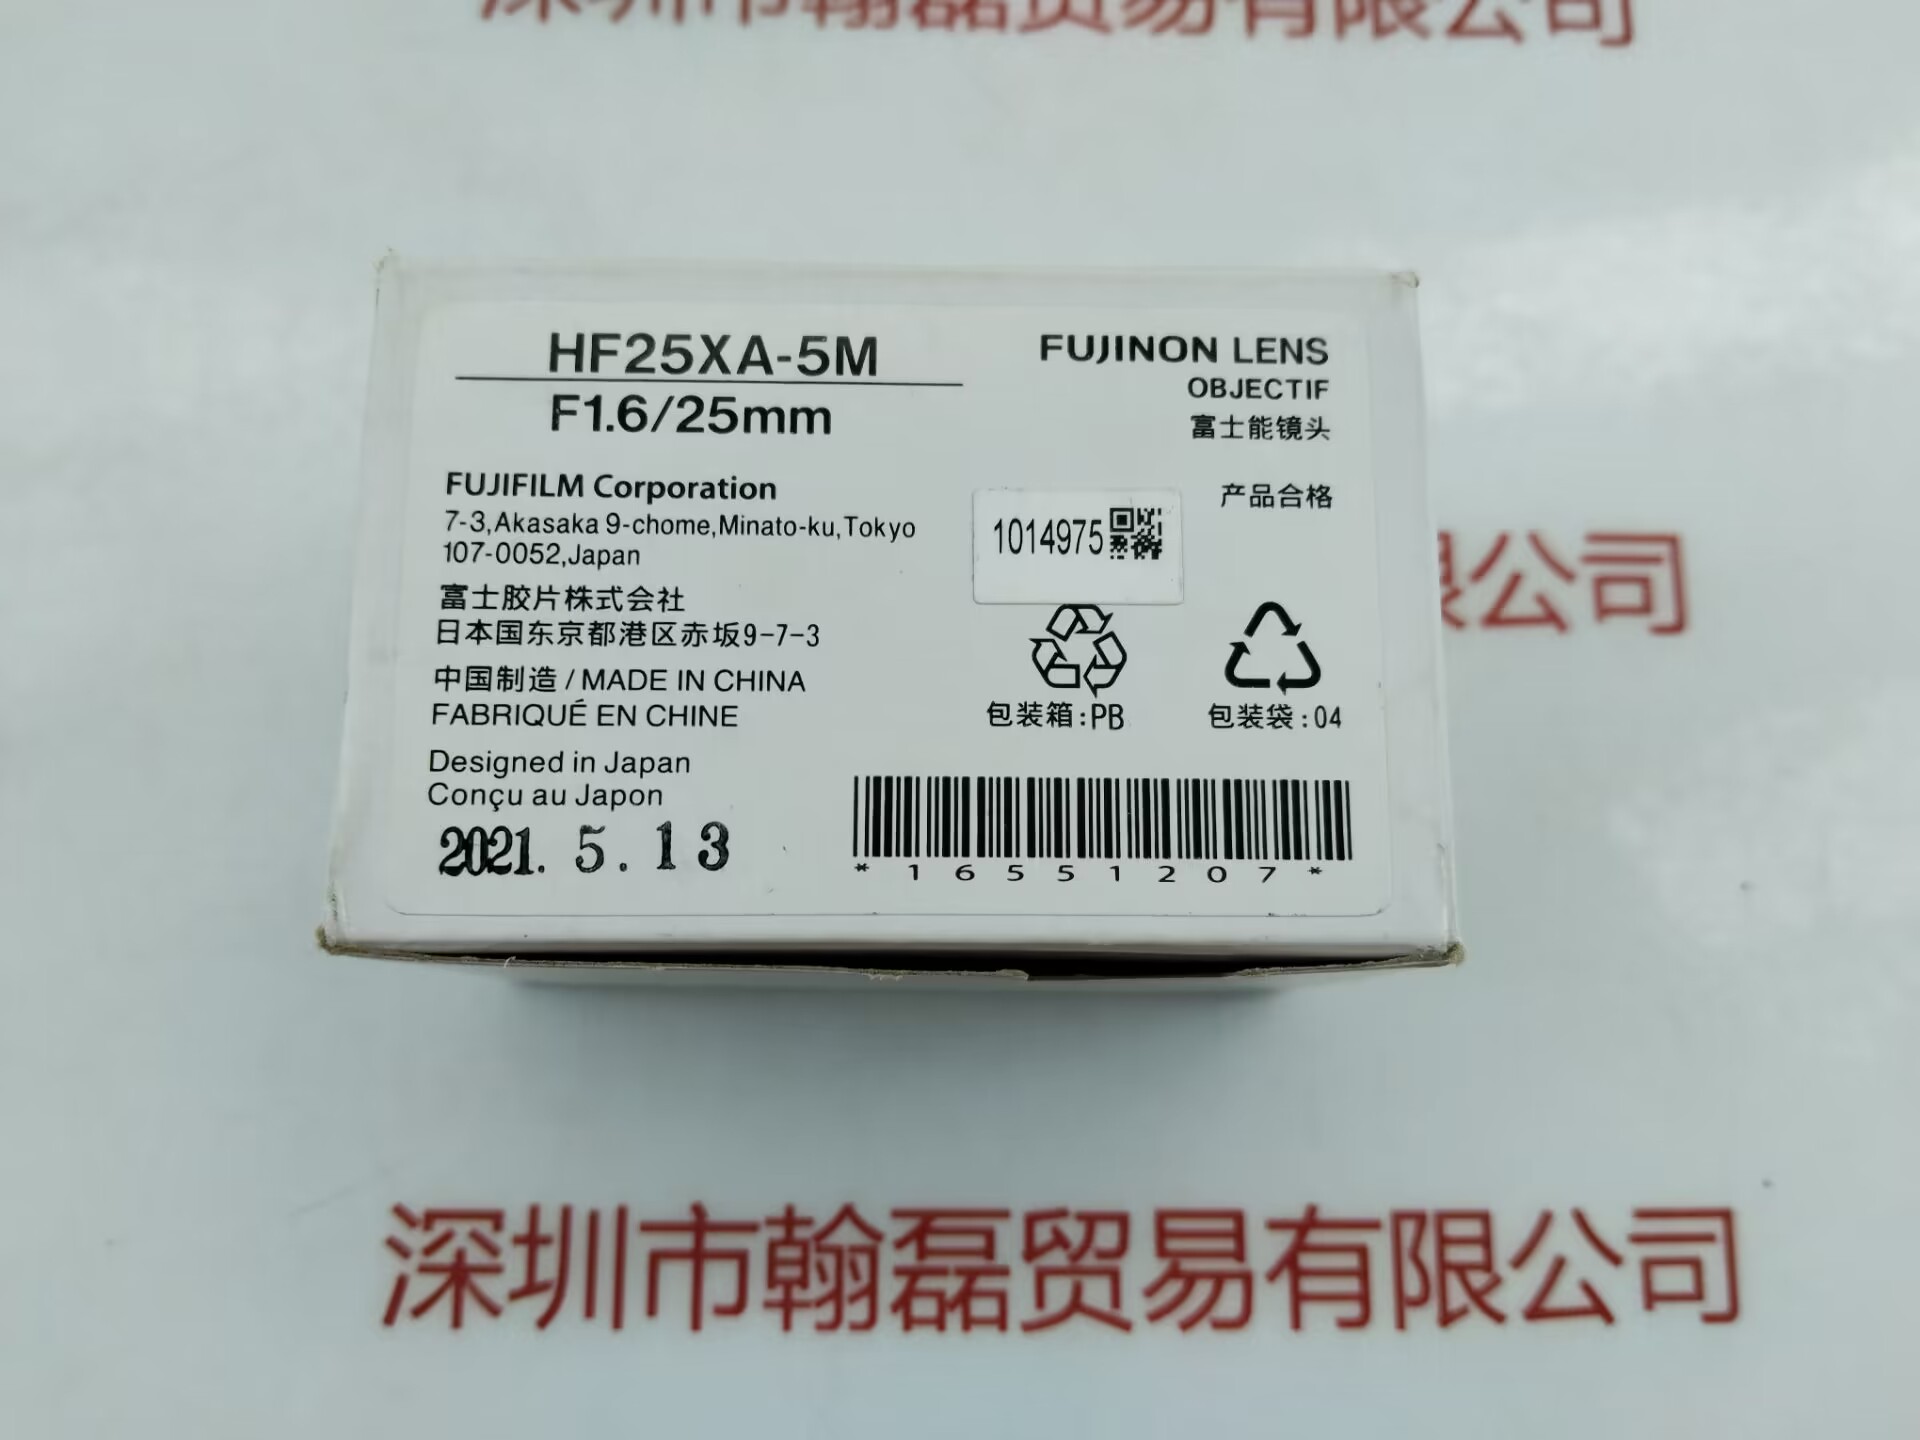 深圳市翰磊贸易有限公司
HF25XA-5M
F1.6/25mm
FUJINON LENS
OBJECTIF
富士能镜头
产品合格
FUJIFILM Corporation
7-3,Akasaka 9-chome,Minato-ku,Tokyo
107-0052,Japan
1014975
富士胶片株式会社
日本国东京都港区赤坂9-7-3
中国制造 / MADE IN CHINA
FABRIQUÉ EN CHINE
包装箱:PB
包装袋:04
Designed in Japan
Conçu au Japon
2021. 5. 13
*16551207*
限公司
深圳市翰磊贸易有限公司